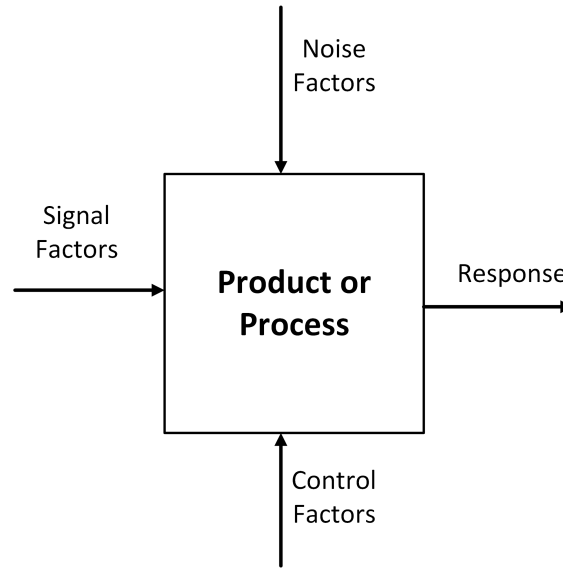 Noise
Factors
Signal
Factors
Product or
Process
Response
Control
Factors